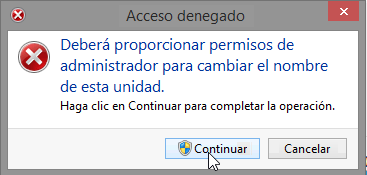 Acceso denegado
Deberá proporcionar permisos de
administrador para cambiar el nombre
de esta unidad.
Haga clic en Continuar para completar la operación.
Continuar
Cancelar